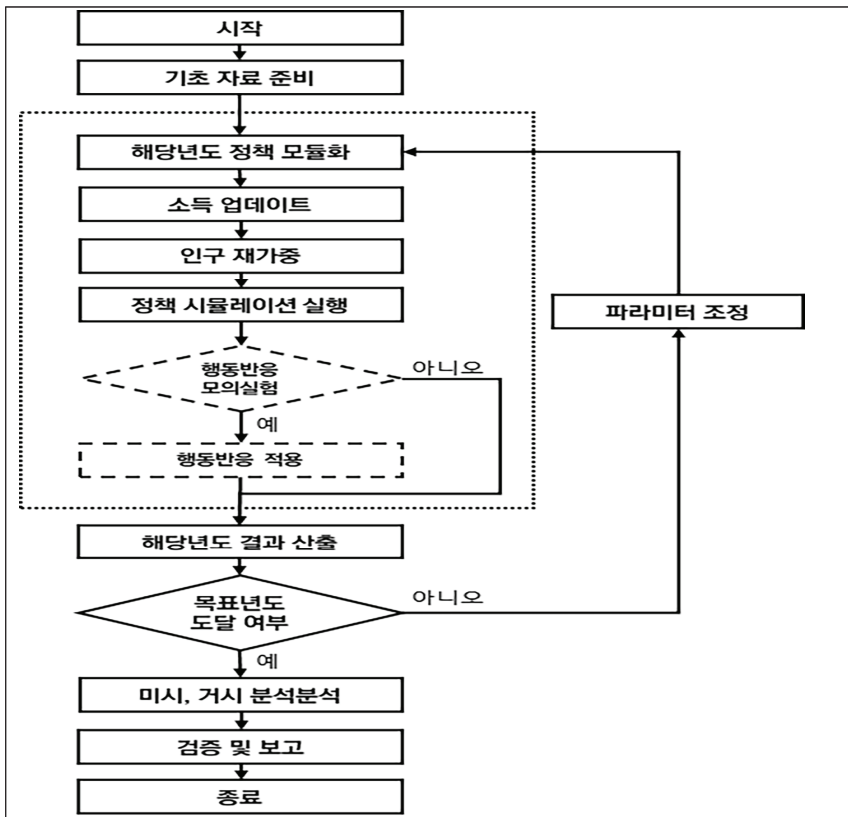 시작
기초 자료 준비
해당년도 정책 모듈화
소득 업데이트
인구 재가중
정책 시뮬레이션 실행
파라미터 조정
행동반응
모의실험
아니오
예
행동반응 적용
해당년도 결과 산출
목표년도
도달 여부
아니오
예
미시, 거시 분석분석
검증 및 보고
종료